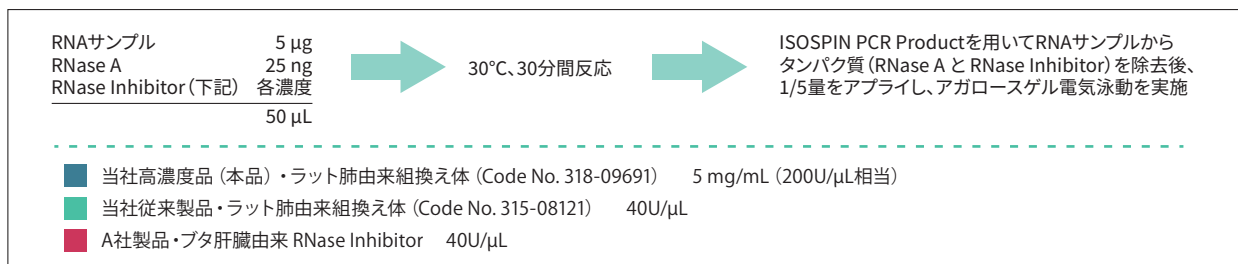 RNAサンプル 5 µg
RNase A 25 ng
RNase Inhibitor（下記） 各濃度
50 µL
30°C、30分間反応
ISOSPIN PCR Productを用いてRNAサンプルから
タンパク質（RNase A と RNase Inhibitor）を除去後、
1/5量をアプライし、アガロースゲル電気泳動を実施
当社高濃度品（本品）・ラット肺由来組換え体（Code No. 318-09691） 5 mg/mL（200U/µL相当）
当社従来製品・ラット肺由来組換え体（Code No. 315-08121） 40U/µL
A社製品・ブタ肝臓由来 RNase Inhibitor 40U/µL